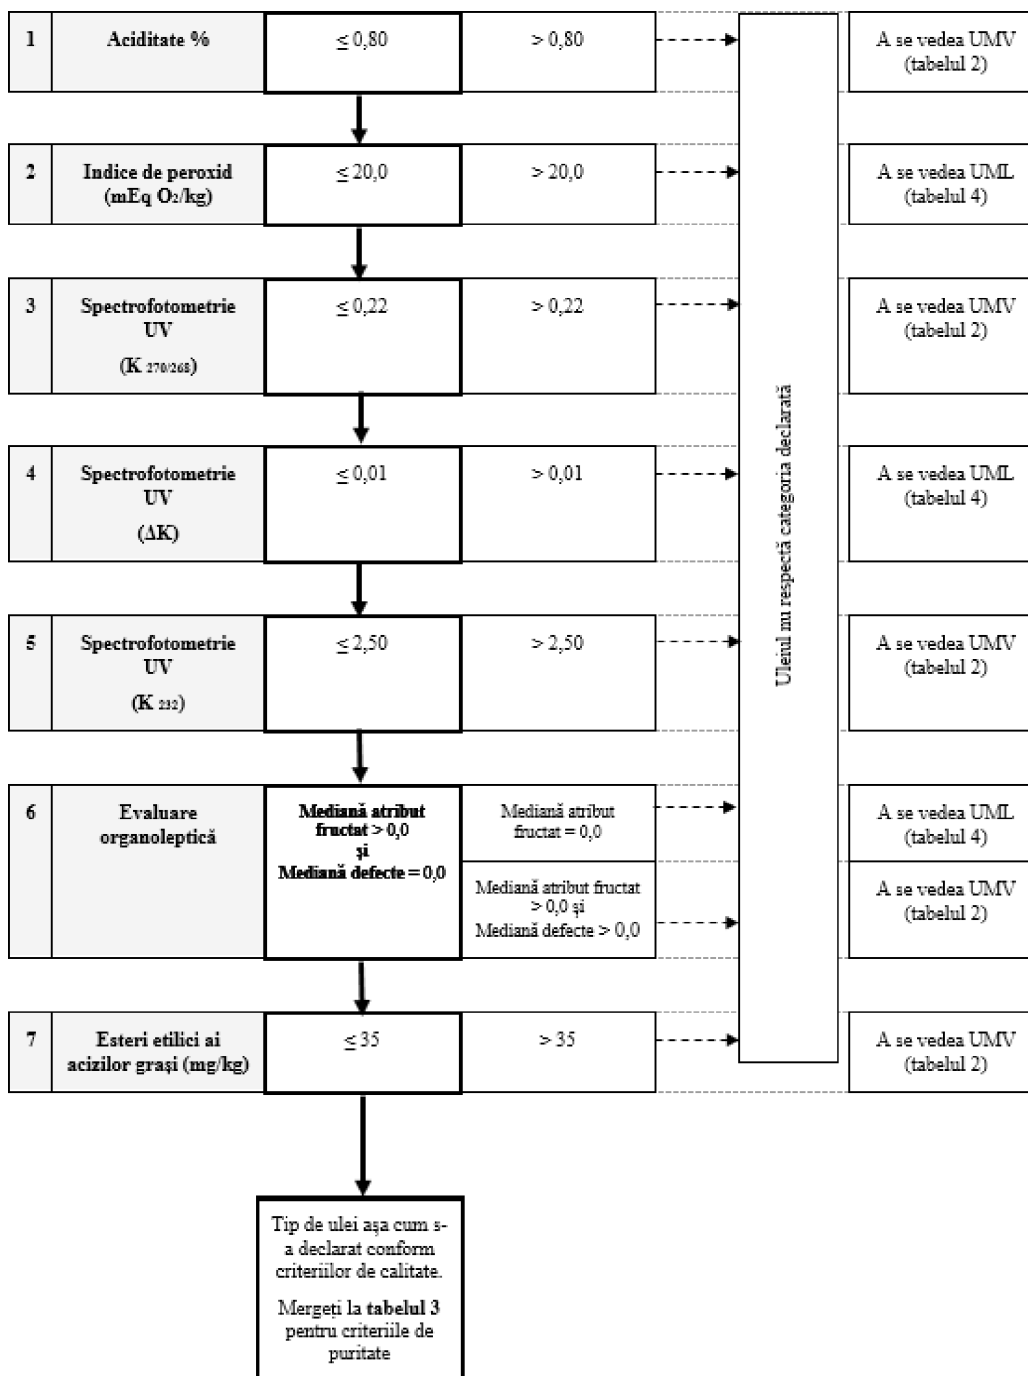 1 Aciditate % ≤ 0,80 > 0,80 A se vedea UMV
(tabelul 2)
2 Indice de peroxid ≤ 20,0 > 20,0 A se vedea UML
(mEq O2/kg) (tabelul 4)
3 Spectrofotometrie ≤ 0,22 > 0,22 A se vedea UMV
UV (tabelul 2)
(K 270/268)
4 Spectrofotometrie ≤ 0,01 > 0,01 A se vedea UML
UV (tabelul 4)
(ΔK)
5 Spectrofotometrie ≤ 2,50 > 2,50 A se vedea UMV
UV (tabelul 2)
(K 232)
Uleiul nu respectă categoria declarată
6 Evaluare
organoleptică
Mediană atribut
fructat > 0,0
și
Mediană defecte = 0,0
Mediană atribut
fructat = 0,0
A se vedea UML
(tabelul 4)
Mediană atribut fructat
> 0,0 și
Mediană defecte > 0,0
A se vedea UMV
(tabelul 2)
7 Esteri etilici ai ≤ 35 > 35 A se vedea UMV
acizilor grași (mg/kg) (tabelul 2)
Tip de ulei așa cum s-
a declarat conform
criteriilor de calitate.
Mergeți la tabelul 3
pentru criteriile de
puritate